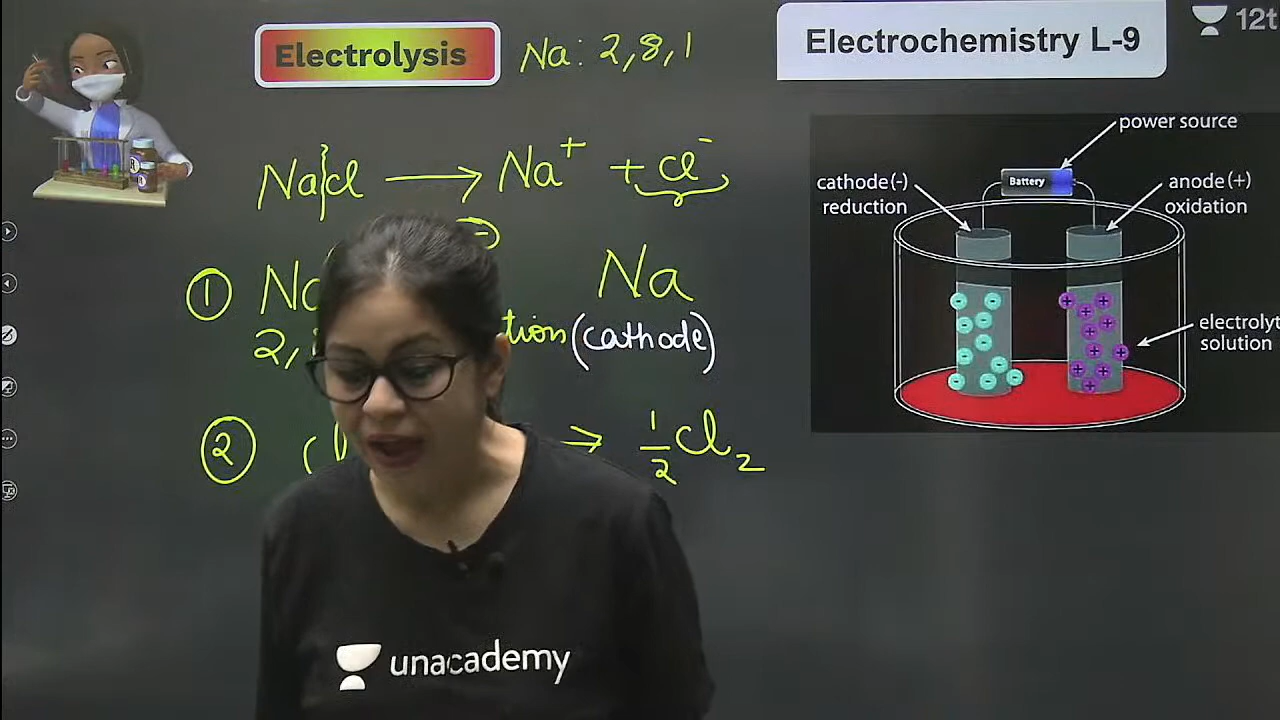 Electrolysis
Na: 2,8,1
Electrochemistry L-9
12t
NaCl → Na⁺ + Cl⁻
power source
Battery
cathode(-)
reduction
anode(+)
oxidation
① Na
Na
2,
tion (cathode)
electrolyt
solution
② Cl → ½Cl₂
unacademy